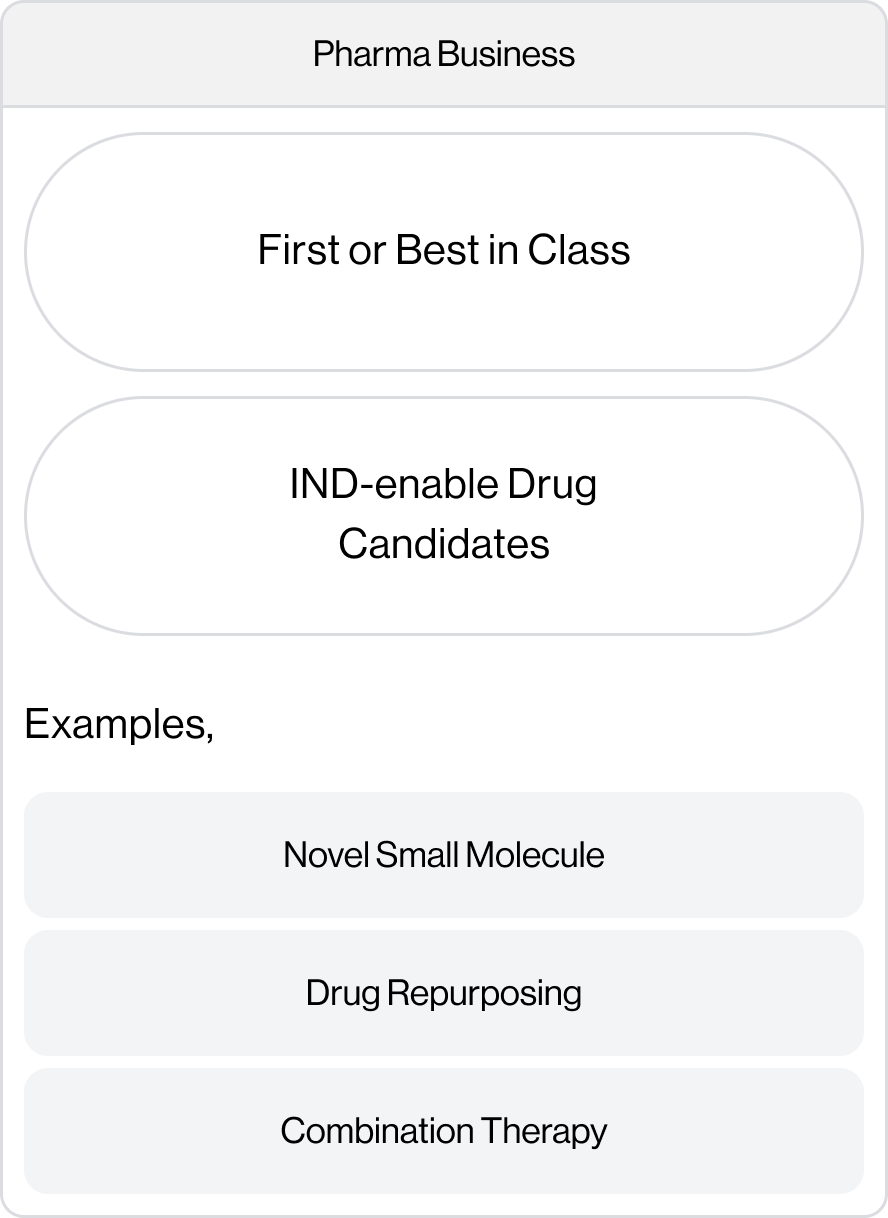 Pharma Business
First or Best in Class
IND-enable Drug
Candidates
Examples,
Novel Small Molecule
Drug Repurposing
Combination Therapy